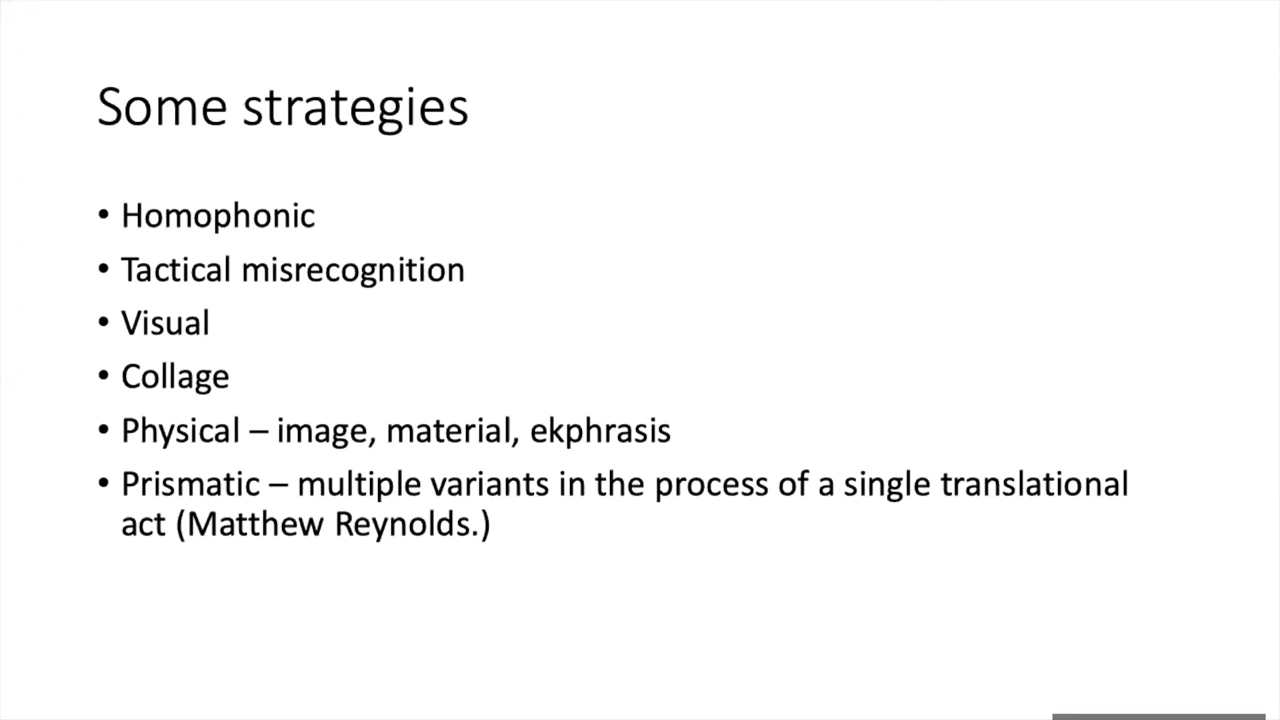 Some strategies
• Homophonic
• Tactical misrecognition
• Visual
• Collage
• Physical – image, material, ekphrasis
• Prismatic – multiple variants in the process of a single translational
act (Matthew Reynolds.)